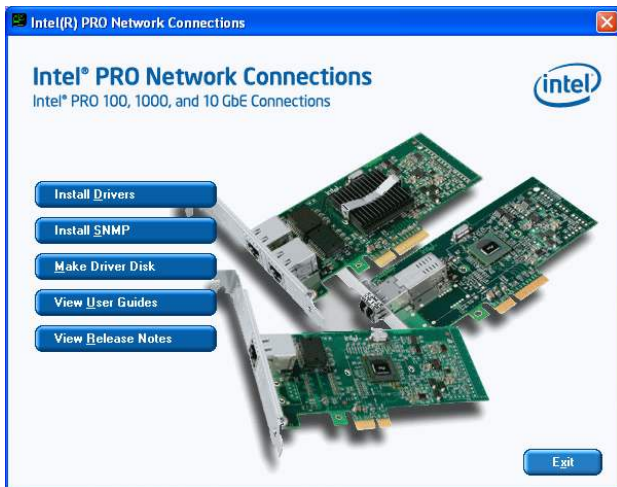 Intel(R) PRO Network Connections
Intel® PRO Network Connections
Intel® PRO 100, 1000, and 10 GbE Connections
intel
Install Drivers
Install SNMP
Make Driver Disk
View User Guides
View Release Notes
Exit